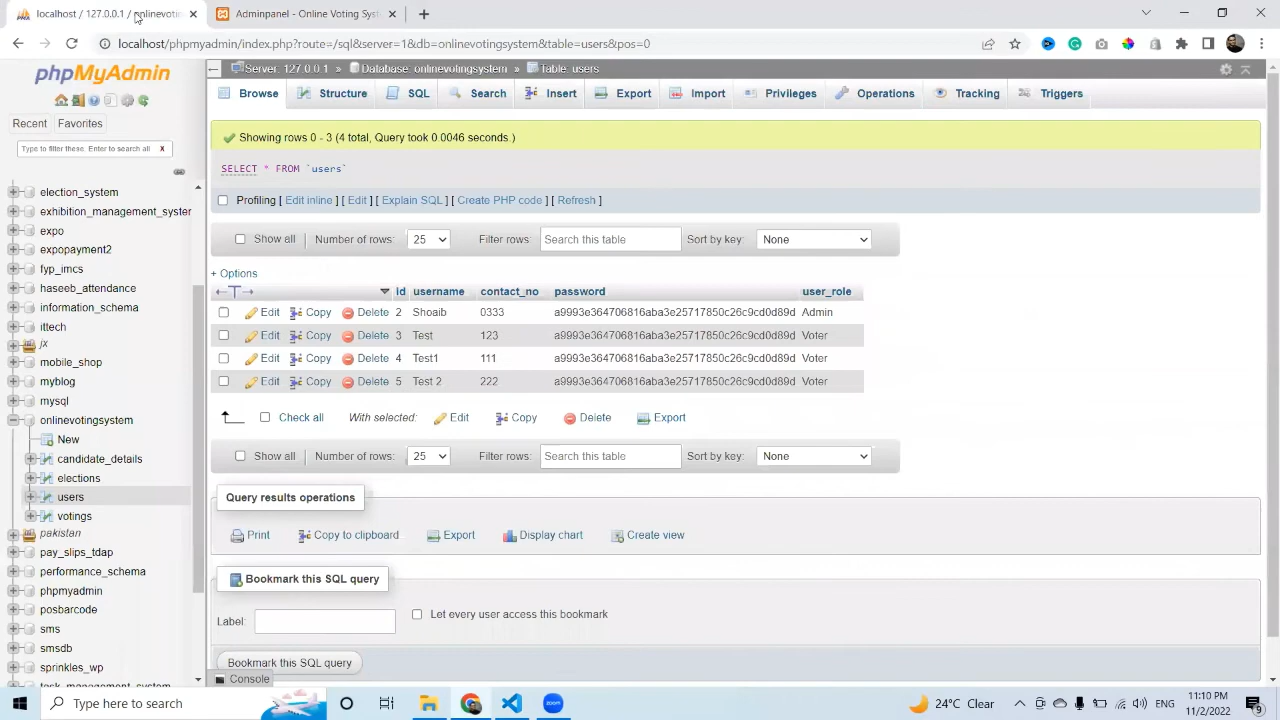 localhost / 127.0.0.1 / onlinevotin
Adminpanel - Online Voting Syst
localhost/phpmyadmin/index.php?route=/sql&server=1&db=onlinevotingsystem&table=users&pos=0
phpMyAdmin
Recent Favorites
Type to filter these, Enter to search all X
election_system
exhibition_management_system
expo
expopayment2
fyp_imcs
haseeb_attendance
information_schema
ittech
jx
mobile_shop
myblog
mysql
onlinevotingsystem
New
candidate_details
elections
users
votings
pakistan
pay_slips_tdap
performance_schema
phpmyadmin
posbarcode
sms
smsdb
sprinkles_wp
task_management_system
Server: 127.0.0.1 » Database: onlinevotingsystem » Table: users
Browse Structure SQL Search Insert Export Import Privileges Operations Tracking Triggers
Showing rows 0 - 3 (4 total, Query took 0.0046 seconds.)
SELECT * FROM `users`
Profiling [ Edit inline ] [ Edit ] [ Explain SQL ] [ Create PHP code ] [ Refresh ]
Show all Number of rows: 25 Filter rows: Search this table Sort by key: None
+ Options
id username contact_no password user_role
Edit Copy Delete 2 Shoaib 0333 a9993e364706816aba3e25717850c26c9cd0d89d Admin
Edit Copy Delete 3 Test 123 a9993e364706816aba3e25717850c26c9cd0d89d Voter
Edit Copy Delete 4 Test1 111 a9993e364706816aba3e25717850c26c9cd0d89d Voter
Edit Copy Delete 5 Test 2 222 a9993e364706816aba3e25717850c26c9cd0d89d Voter
Check all With selected: Edit Copy Delete Export
Show all Number of rows: 25 Filter rows: Search this table Sort by key: None
Query results operations
Print Copy to clipboard Export Display chart Create view
Bookmark this SQL query
Label: Let every user access this bookmark
Bookmark this SQL query
Console
Type here to search
zoom
24°C Clear
ENG
11:10 PM
11/2/2022
9